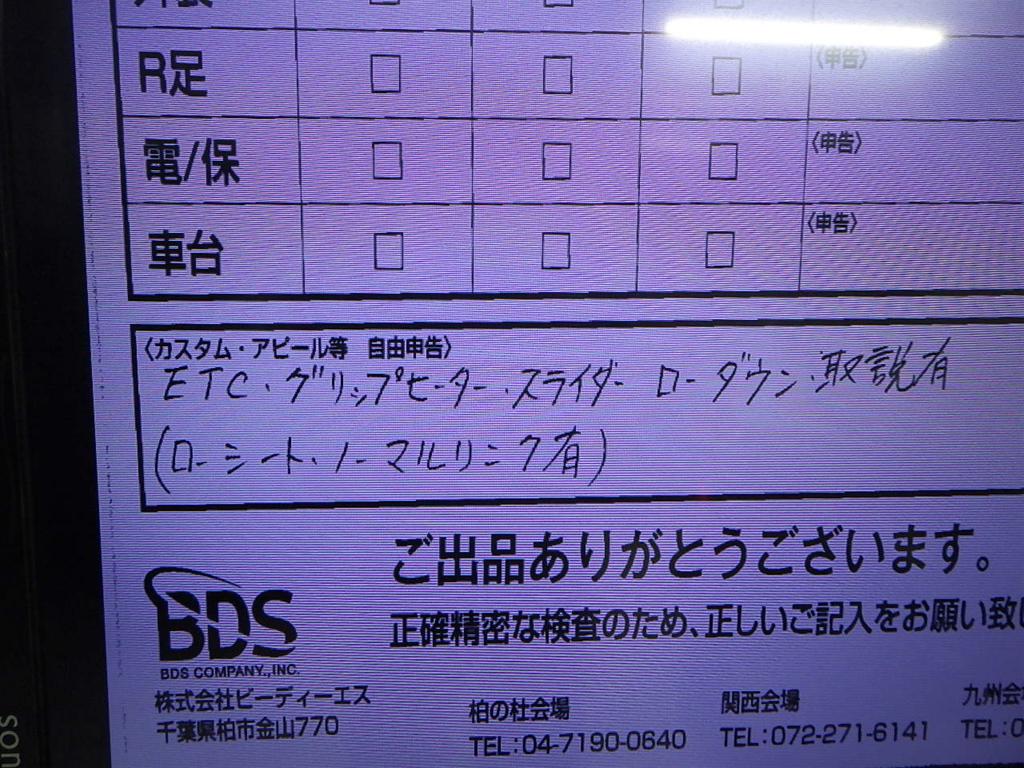 R足 □ □ □ 〈申告〉
電/保 □ □ □ 〈申告〉
車台 □ □ □ 〈申告〉
〈カスタム・アピール等 自由申告〉
ETC・グリップヒーター・スライダー ローダウン・取説有
(ローシート・ノーマルリンク有)
ご出品ありがとうございます。
正確精密な検査のため、正しいご記入をお願い致し
BDS
BDS COMPANY.,INC.
株式会社ビーディーエス
千葉県柏市金山770
柏の杜会場
TEL:04-7190-0640
関西会場
TEL:072-271-6141
九州会
TEL:0